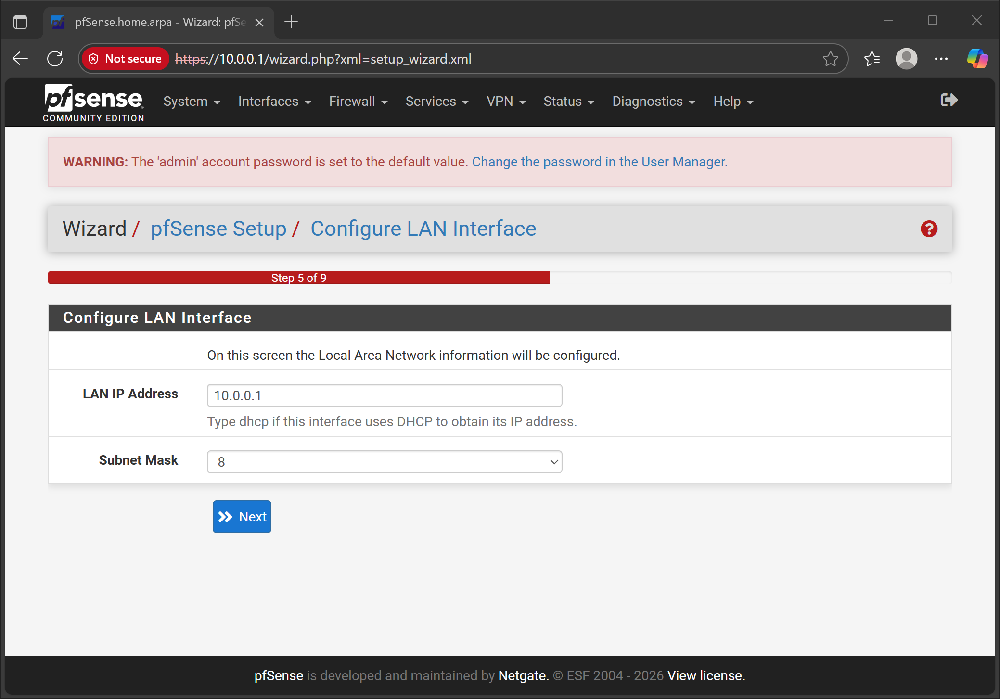 pfSense.home.arpa - Wizard: pfSe
Not secure https://10.0.0.1/wizard.php?xml=setup_wizard.xml
pfsense
COMMUNITY EDITION
System Interfaces Firewall Services VPN Status Diagnostics Help
WARNING: The 'admin' account password is set to the default value. Change the password in the User Manager.
Wizard / pfSense Setup / Configure LAN Interface
Step 5 of 9
Configure LAN Interface
On this screen the Local Area Network information will be configured.
LAN IP Address 10.0.0.1
Type dhcp if this interface uses DHCP to obtain its IP address.
Subnet Mask 8
Next
pfSense is developed and maintained by Netgate. © ESF 2004 - 2026 View license.